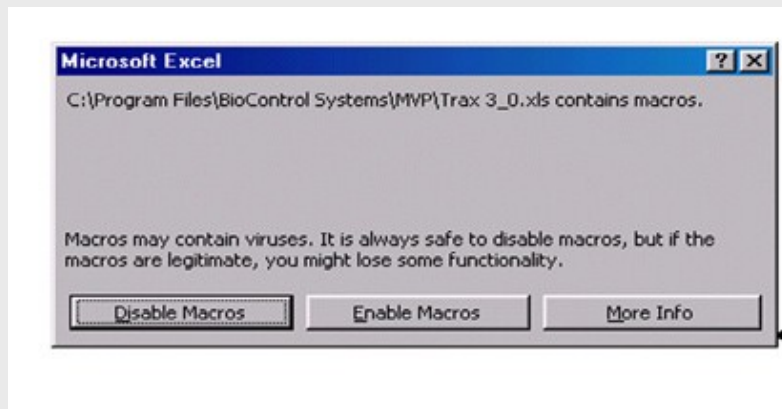 Microsoft Excel
C:\Program Files\BioControl Systems\MVP\Trax 3_0.xls contains macros.
Macros may contain viruses. It is always safe to disable macros, but if the
macros are legitimate, you might lose some functionality.
Disable Macros
Enable Macros
More Info